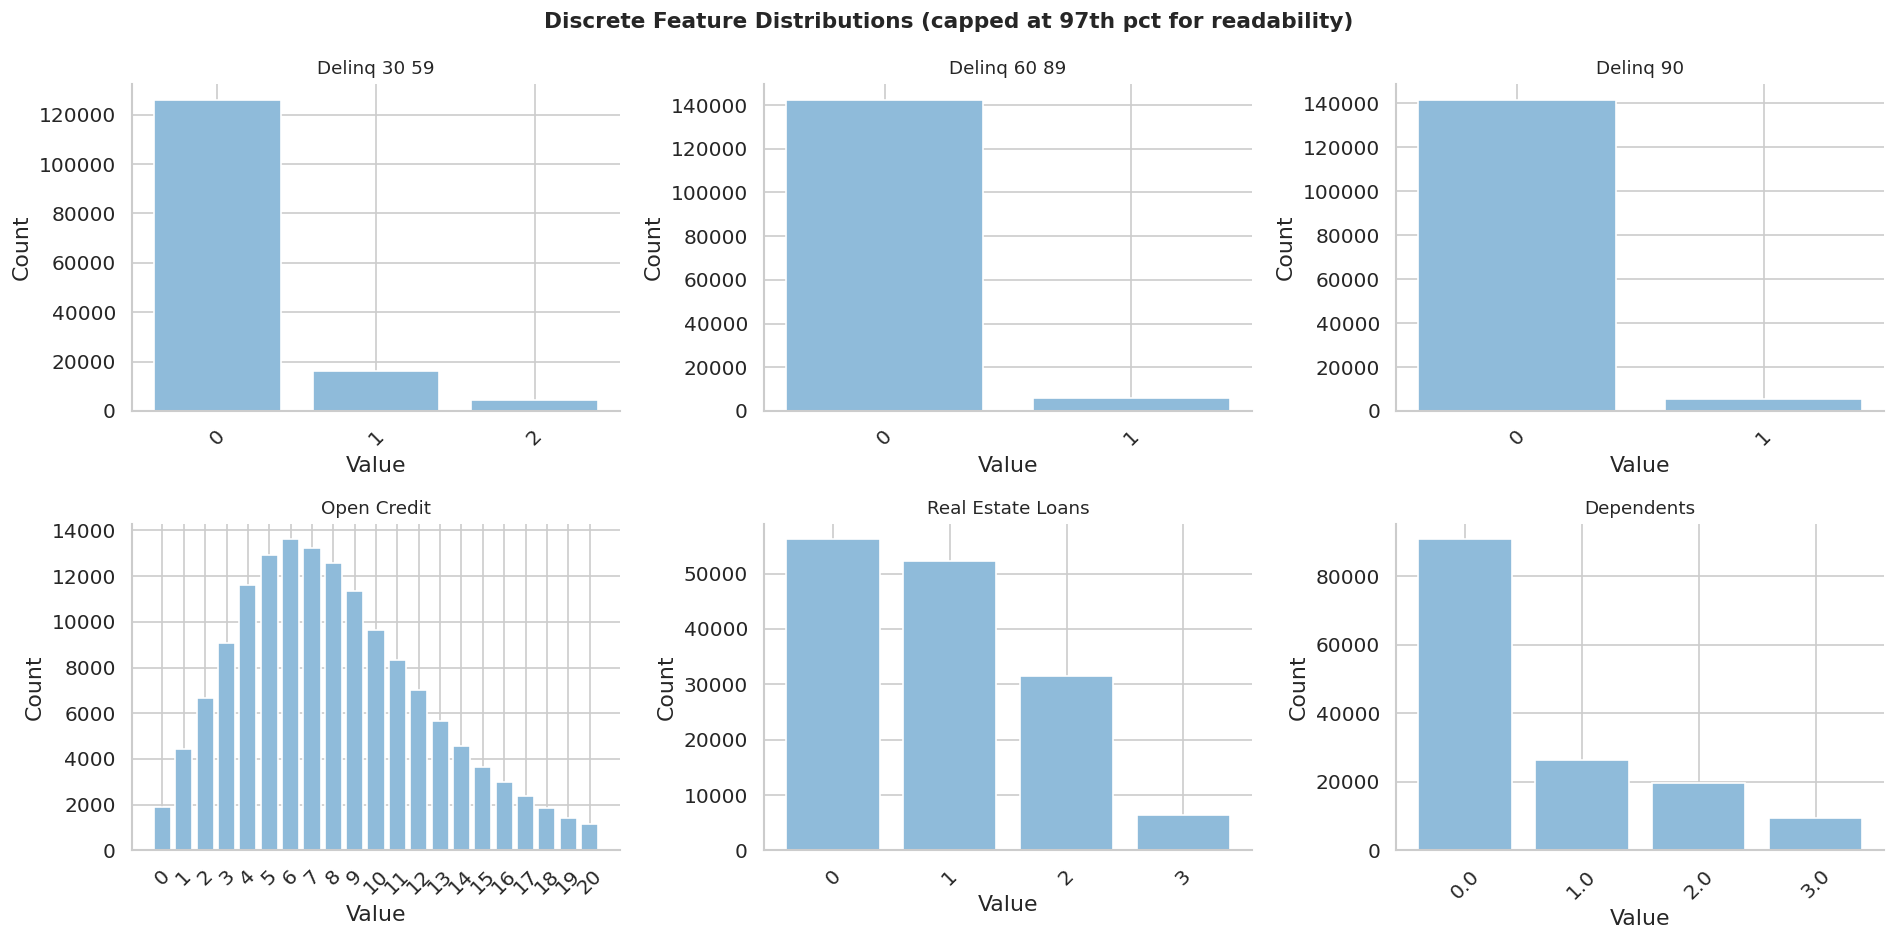 Discrete Feature Distributions (capped at 97th pct for readability)
Delinq 30 59
Count
120000
100000
80000
60000
40000
20000
0
0 1 2
Value
Delinq 60 89
Count
140000
120000
100000
80000
60000
40000
20000
0
0 1
Value
Delinq 90
Count
140000
120000
100000
80000
60000
40000
20000
0
0 1
Value
Open Credit
Count
14000
12000
10000
8000
6000
4000
2000
0
0 1 2 3 4 5 6 7 8 9 10 11 12 13 14 15 16 17 18 19 20
Value
Real Estate Loans
Count
50000
40000
30000
20000
10000
0
0 1 2 3
Value
Dependents
Count
80000
60000
40000
20000
0
0.0 1.0 2.0 3.0
Value